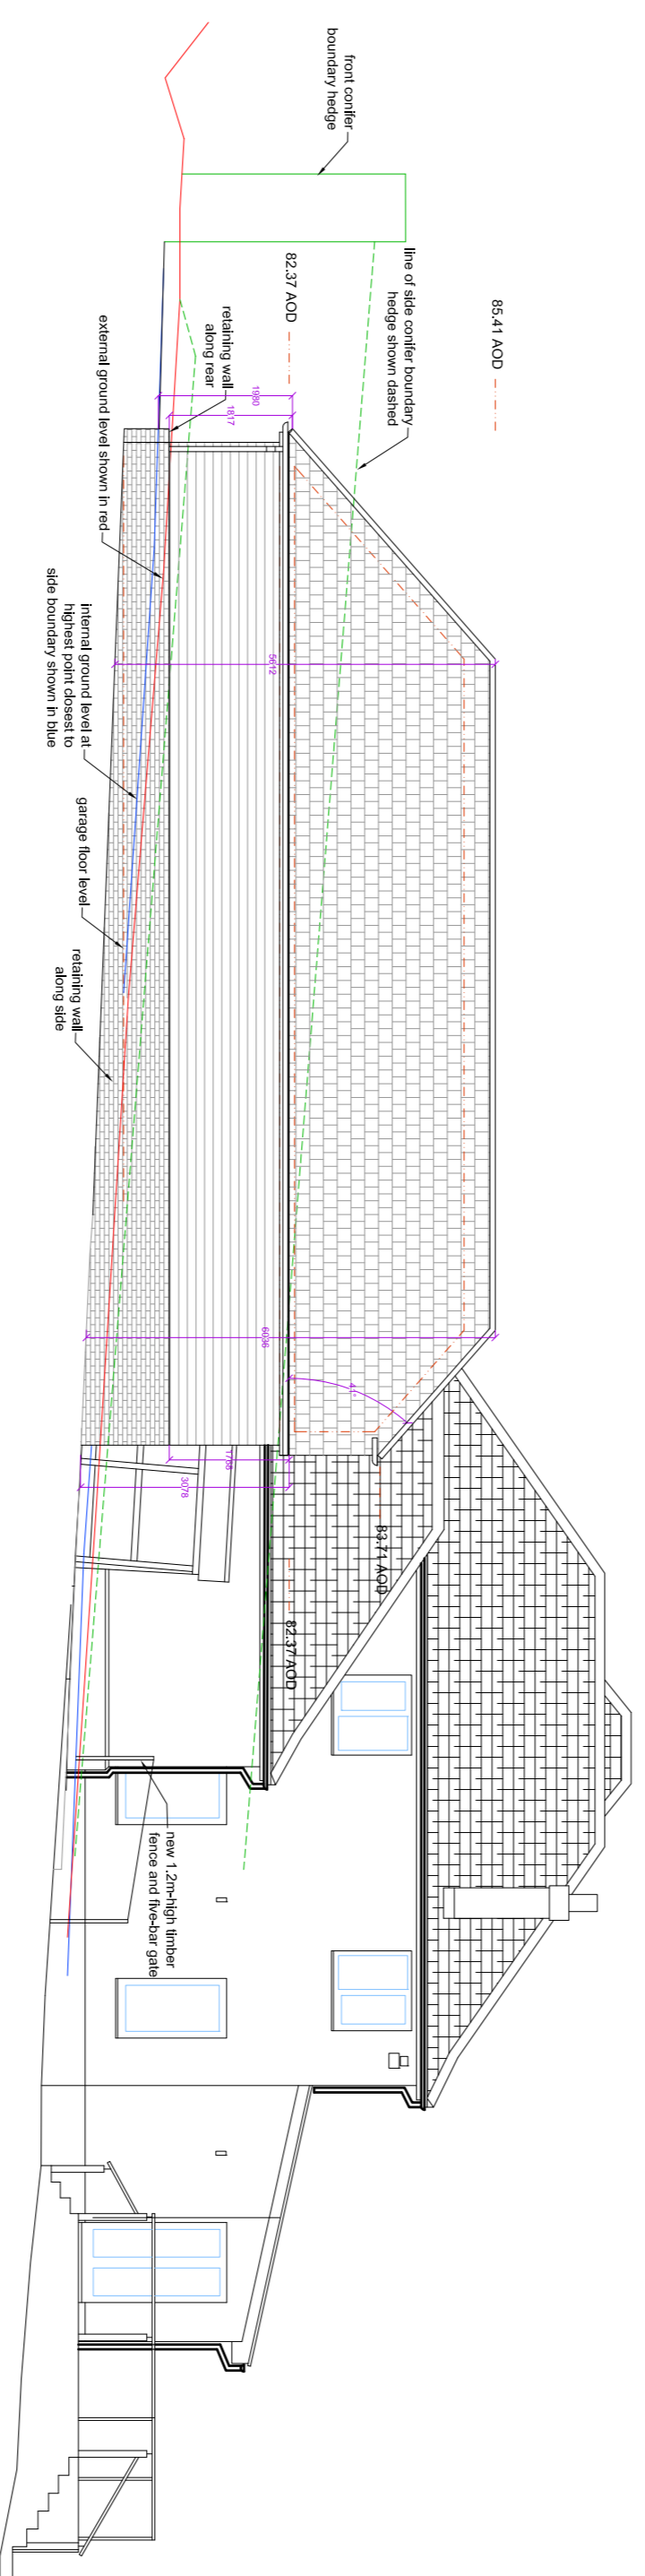 front conifer
boundary hedge
line of side conifer boundary
hedge shown dashed
85.41 AOD
82.37 AOD
retaining wall
along rear
1980
1817
external ground level shown in red
internal ground level at
highest point closest to
side boundary shown in blue
5612
garage floor level
retaining wall
along side
6036
41°
1768
3078
83.71 AOD
82.37 AOD
new 1.2m-high timber
fence and five-bar gate